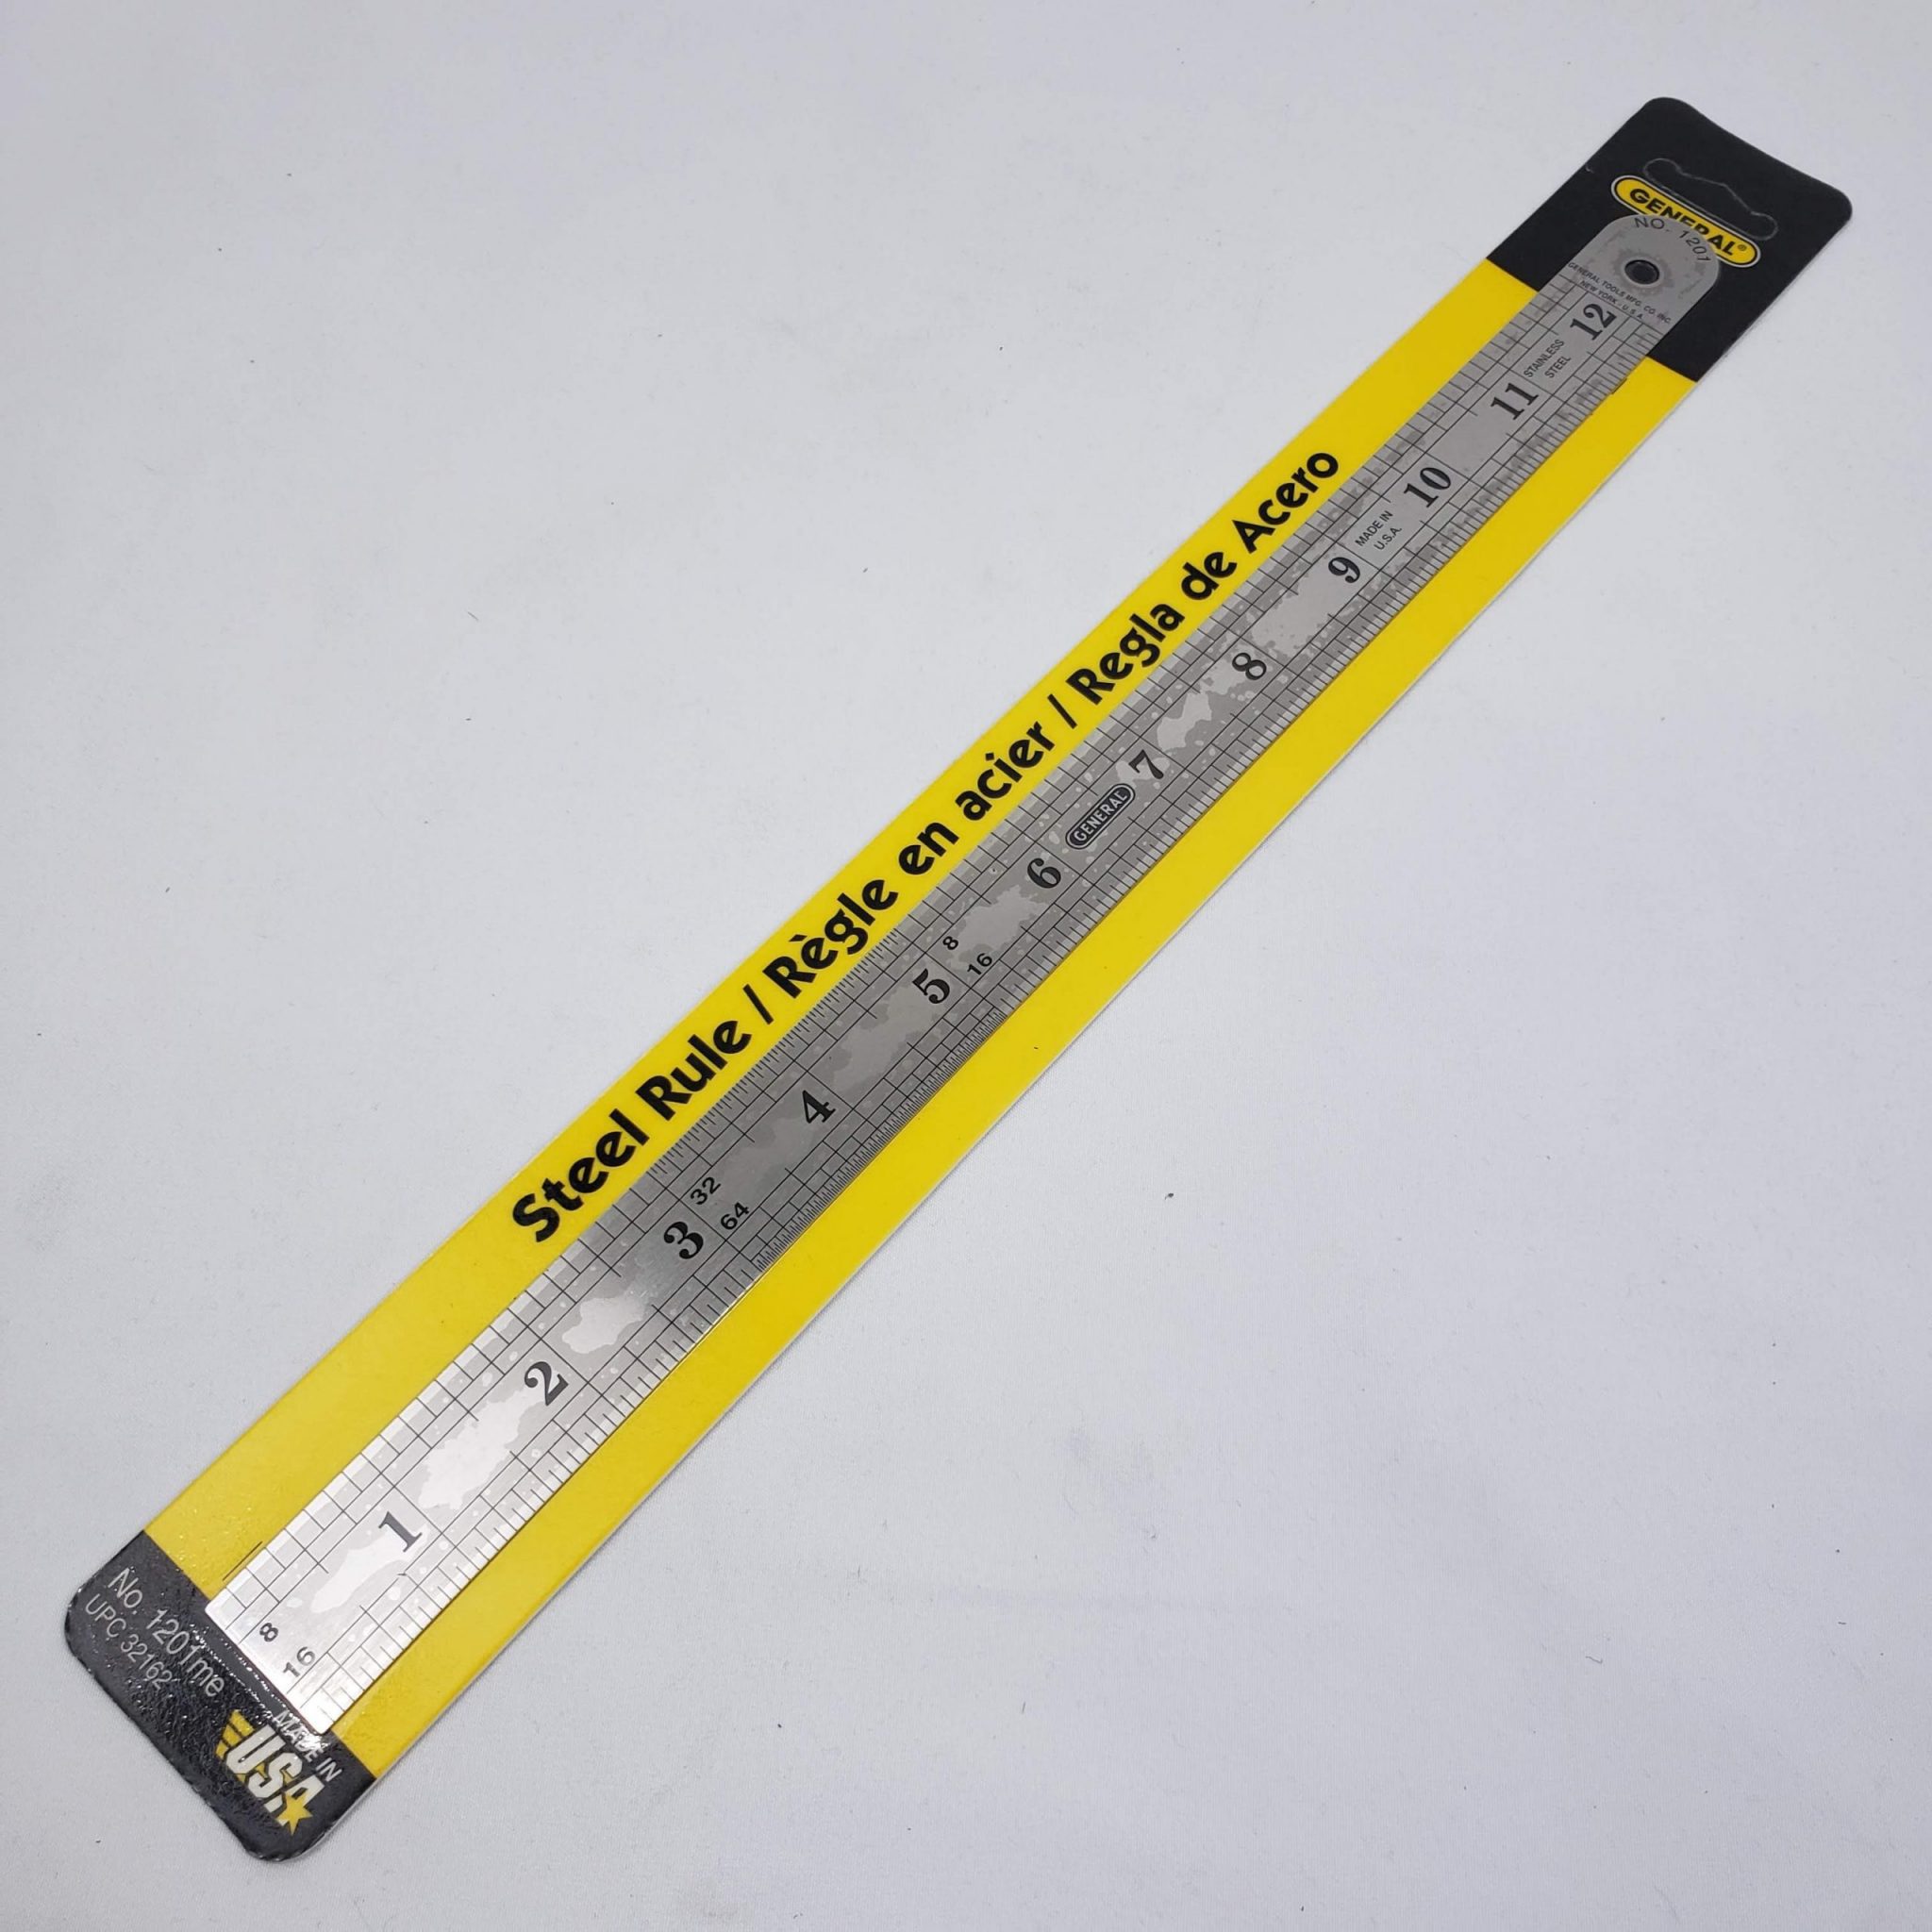 GENERAL®
NO. 1201
GENERAL TOOLS MFG. CO. INC.
NEW YORK - U.S.A.
12
STAINLESS
STEEL
11
10
MADE IN
U.S.A.
9
8
7
GENERAL
6
8
16
5
4
32
64
3
2
1
8
16
Steel Rule / Règle en acier / Regla de Acero
No. 1201me
UPC 32162
MADE IN
USA